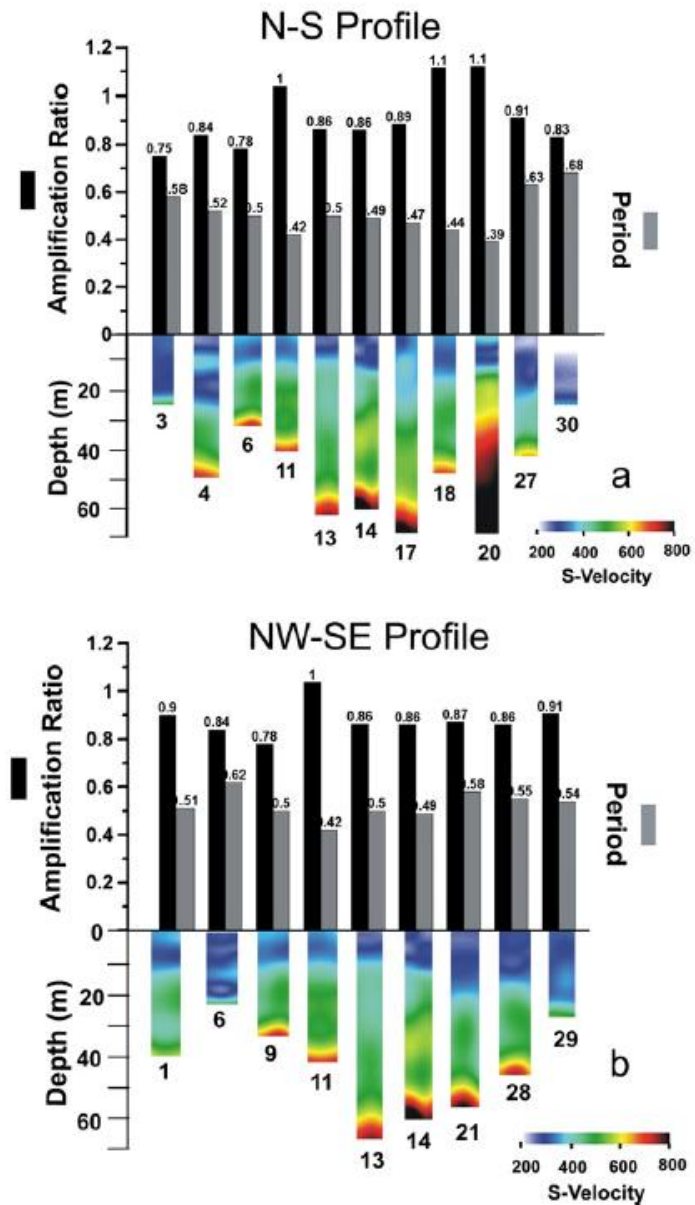 N-S Profile
Amplification Ratio
1.2
1
0.8
0.6
0.4
0.2
0
0.75 .58 0.84 .52 0.78 0.5 1 .42 0.86 0.5 0.86 .49 0.89 .47 1.1 .44 1.1 .39 0.91 .63 0.83 .68
Period
Depth (m)
20
40
60
3 4 6 11 13 14 17 18 20 27 30
a
200 400 600 800
S-Velocity
NW-SE Profile
Amplification Ratio
1.2
1
0.8
0.6
0.4
0.2
0
0.9 0.51 0.84 0.62 0.78 0.5 1 0.42 0.86 0.5 0.86 0.49 0.87 0.58 0.86 0.55 0.91 0.54
Period
Depth (m)
20
40
60
1 6 9 11 13 14 21 28 29
b
200 400 600 800
S-Velocity